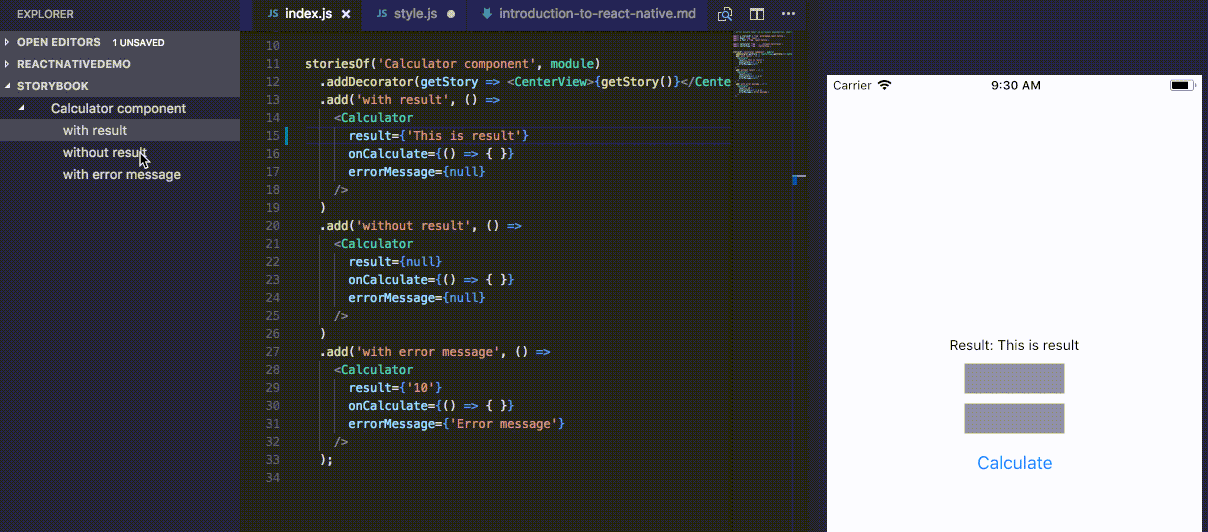 EXPLORER
OPEN EDITORS 1 UNSAVED
REACTNATIVEDEMO
STORYBOOK
Calculator component
with result
without result
with error message
JS index.js ×
JS style.js
introduction-to-react-native.md
10
11 storiesOf('Calculator component', module)
12 .addDecorator(getStory => <CenterView>{getStory()}</Cente
13 .add('with result', () =>
14 <Calculator
15 result={'This is result'}
16 onCalculate={() => { }}
17 errorMessage={null}
18 />
19 )
20 .add('without result', () =>
21 <Calculator
22 result={null}
23 onCalculate={() => { }}
24 errorMessage={null}
25 />
26 )
27 .add('with error message', () =>
28 <Calculator
29 result={'10'}
30 onCalculate={() => { }}
31 errorMessage={'Error message'}
32 />
33 );
34
Carrier 9:30 AM
Result: This is result
Calculate